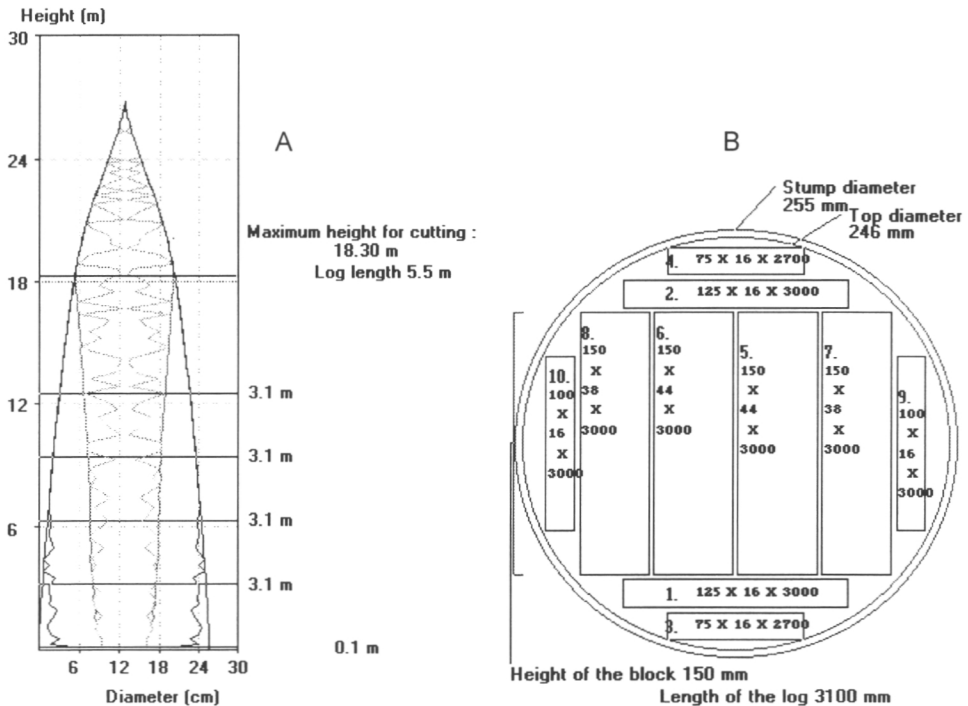 Height (m)
30
24
18
12
6
6 12 18 24 30
Diameter (cm)
A
Maximum height for cutting :
18.30 m
Log length 5.5 m
3.1 m
3.1 m
3.1 m
3.1 m
0.1 m
B
Stump diameter
255 mm
Top diameter
246 mm
4. 75 X 16 X 2700
2. 125 X 16 X 3000
8.
150
X
38
X
3000
6.
150
X
44
X
3000
5.
150
X
44
X
3000
7.
150
X
38
X
3000
10.
100
X
16
X
3000
9.
100
X
16
X
3000
1. 125 X 16 X 3000
3. 75 X 16 X 2700
Height of the block 150 mm
Length of the log 3100 mm